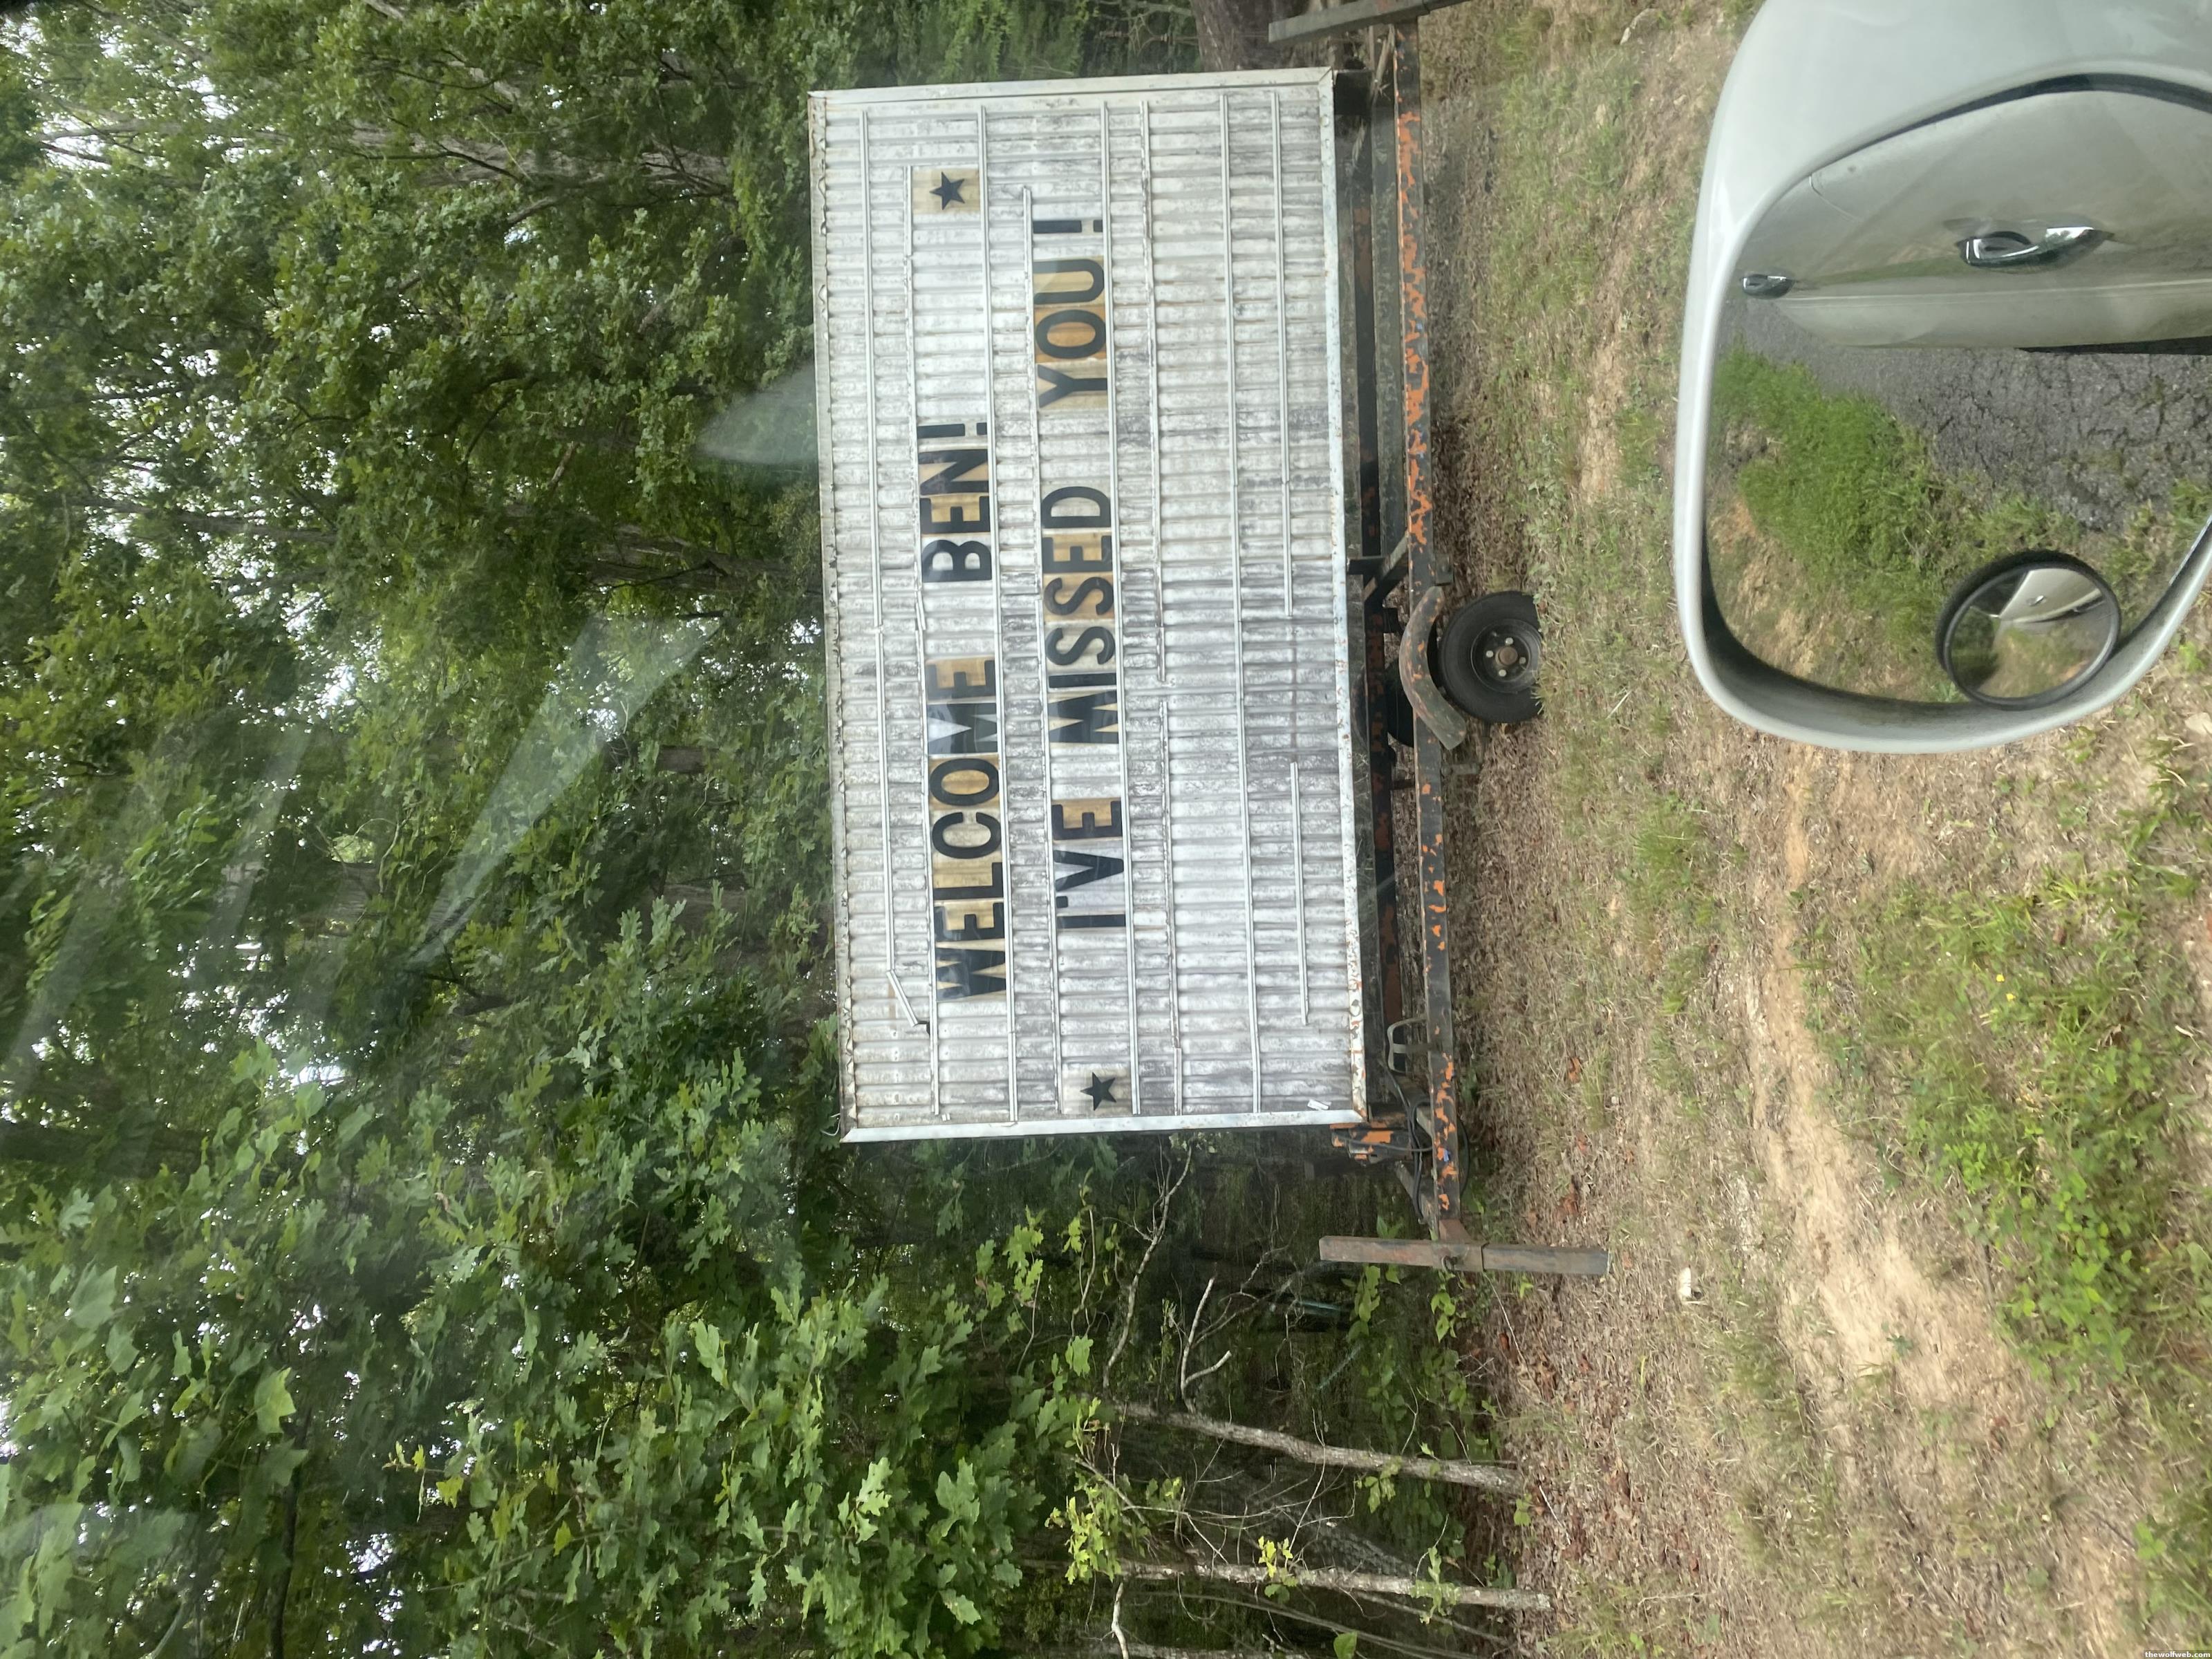 WELCOME BEN! ★
★ I'VE MISSED YOU!
thewolfweb.com